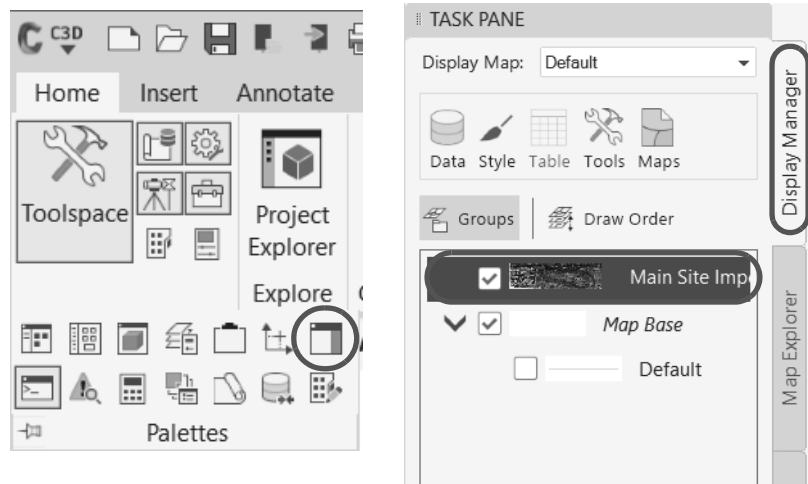 C3D
Home Insert Annotate
Toolspace
Project
Explorer
Explore
Palettes
TASK PANE
Display Map: Default
Data Style Table Tools Maps
Groups Draw Order
Main Site Imp
Map Base
Default
Display Manager
Map Explorer